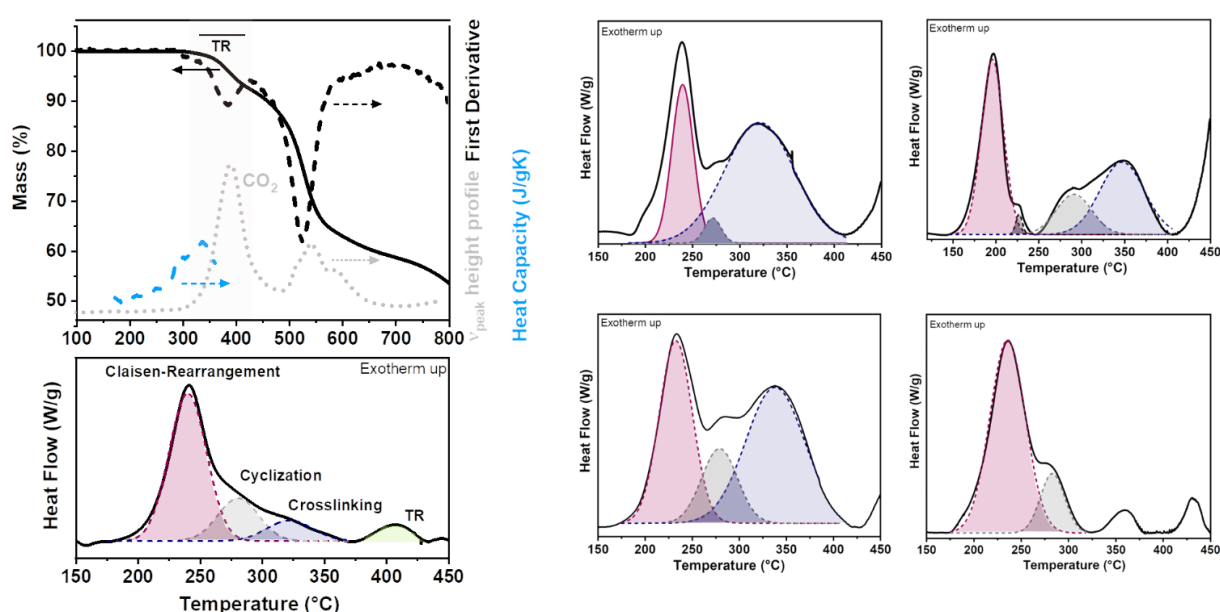 TR
CO₂
100
90
80
70
60
50
Mass (%)
100 200 300 400 500 600 700 800
First Derivative
νpeak height profile
Heat Capacity (J/gK)
Claisen-Rearrangement
Exotherm up
Cyclization
Crosslinking
TR
Heat Flow (W/g)
150 200 250 300 350 400 450
Temperature (°C)
Exotherm up
Heat Flow (W/g)
150 200 250 300 350 400 450
Temperature (°C)
Exotherm up
Heat Flow (W/g)
150 200 250 300 350 400 450
Temperature (°C)
Exotherm up
Heat Flow (W/g)
150 200 250 300 350 400 450
Temperature (°C)
Exotherm up
Heat Flow (W/g)
150 200 250 300 350 400 450
Temperature (°C)